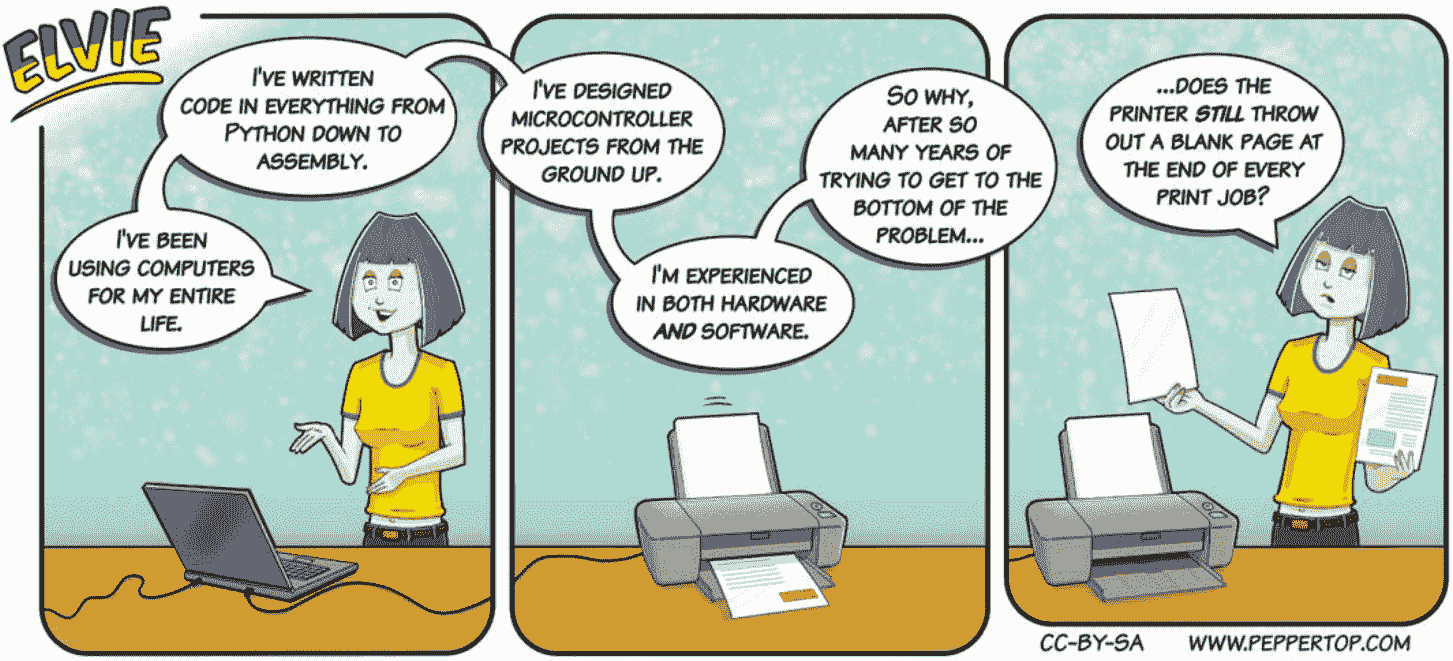 ELVIE
I'VE BEEN
USING COMPUTERS
FOR MY ENTIRE
LIFE.
I'VE WRITTEN
CODE IN EVERYTHING FROM
PYTHON DOWN TO
ASSEMBLY.
I'VE DESIGNED
MICROCONTROLLER
PROJECTS FROM THE
GROUND UP.
I'M EXPERIENCED
IN BOTH HARDWARE
AND SOFTWARE.
SO WHY,
AFTER SO
MANY YEARS OF
TRYING TO GET TO THE
BOTTOM OF THE
PROBLEM...
...DOES THE
PRINTER STILL THROW
OUT A BLANK PAGE AT
THE END OF EVERY
PRINT JOB?
CC-BY-SA
WWW.PEPPERTOP.COM